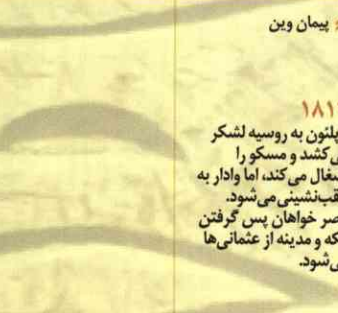 پیمان وین
۱۸۱
پلئون به روسیه لشکر
ی‌کشد و مسکو را
شغال می‌کند، اما وادار به
قب‌نشینی می‌شود.
صر خواهان پس گرفتن
که و مدینه از عثمانی‌ها
ی‌شود.